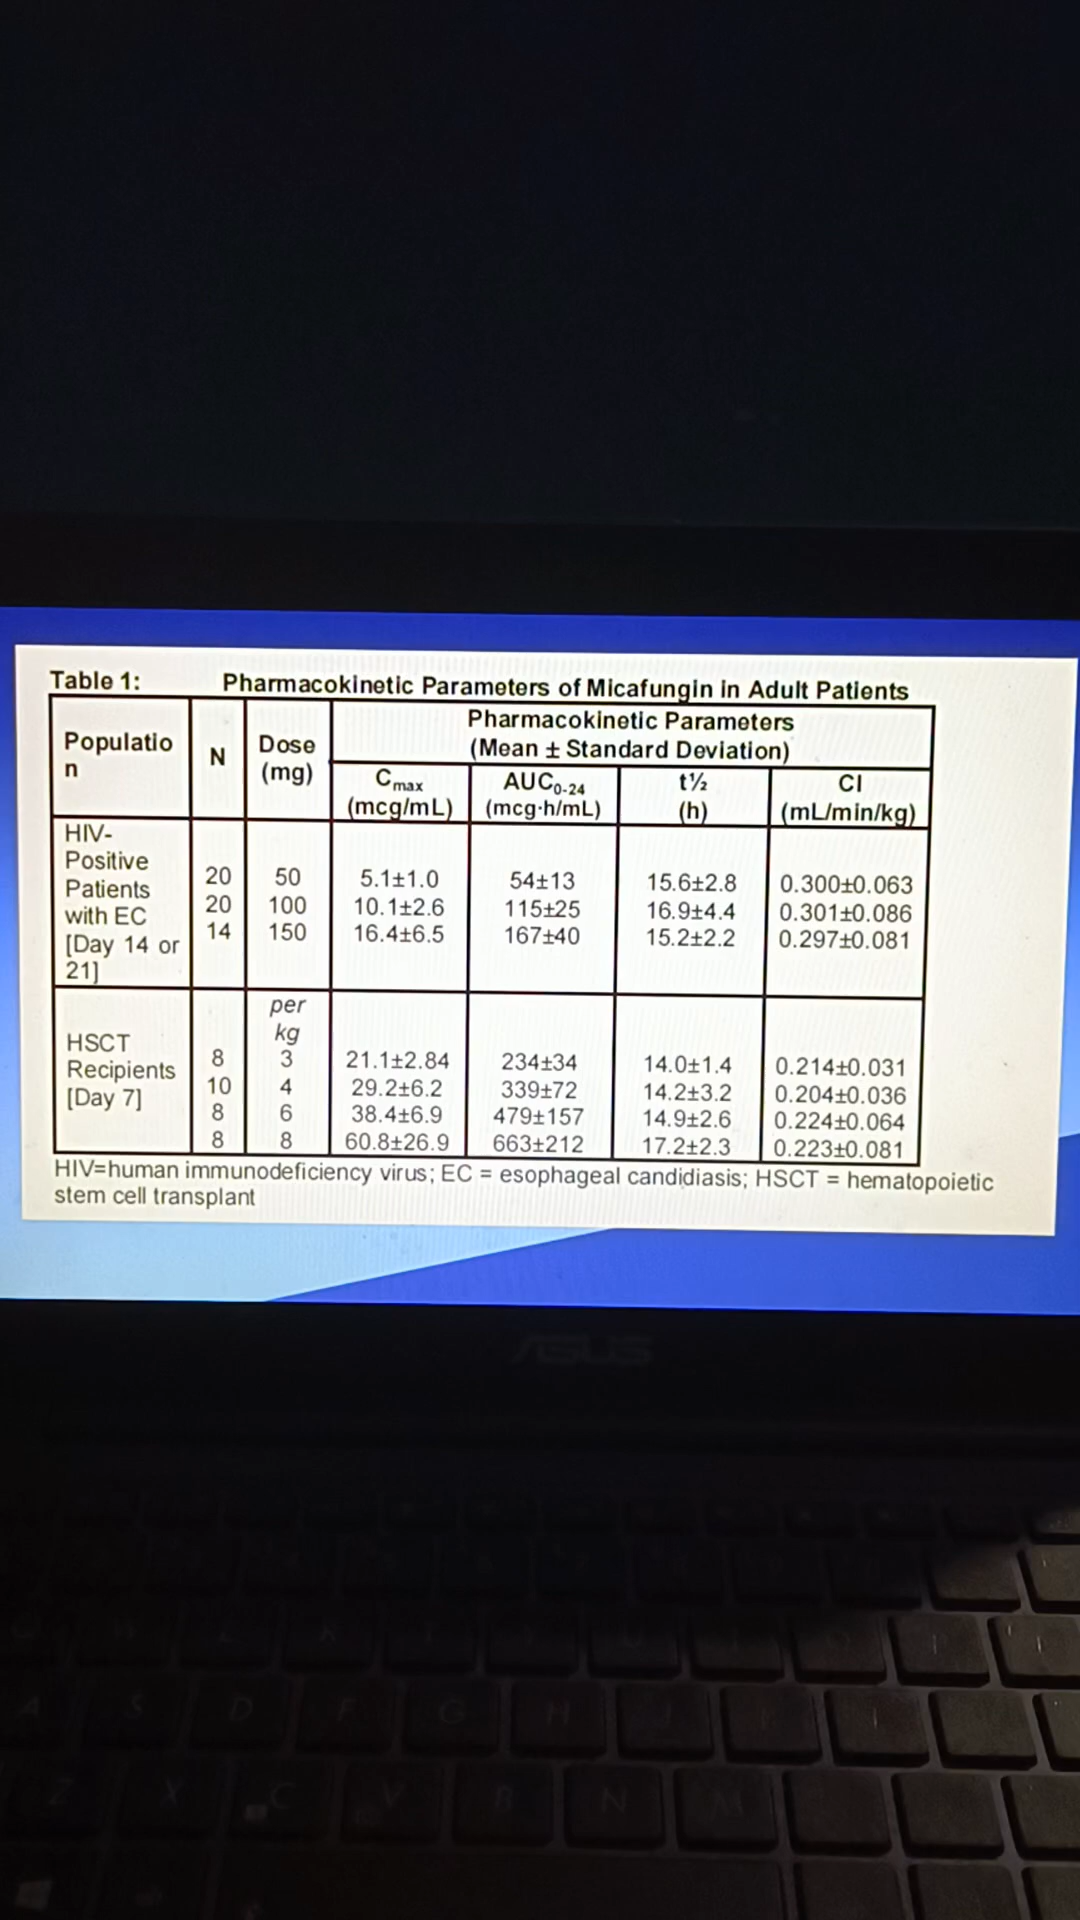 Table 1: Pharmacokinetic Parameters of Micafungin in Adult Patients
Populatio
n
N
Dose
(mg)
Pharmacokinetic Parameters
(Mean ± Standard Deviation)
Cmax
(mcg/mL)
AUC0-24
(mcg·h/mL)
t½
(h)
Cl
(mL/min/kg)
HIV-
Positive
Patients
with EC
[Day 14 or
21]
20 50 5.1±1.0 54±13 15.6±2.8 0.300±0.063
20 100 10.1±2.6 115±25 16.9±4.4 0.301±0.086
14 150 16.4±6.5 167±40 15.2±2.2 0.297±0.081
HSCT
Recipients
[Day 7]
per
kg
8 3 21.1±2.84 234±34 14.0±1.4 0.214±0.031
10 4 29.2±6.2 339±72 14.2±3.2 0.204±0.036
8 6 38.4±6.9 479±157 14.9±2.6 0.224±0.064
8 8 60.8±26.9 663±212 17.2±2.3 0.223±0.081
HIV=human immunodeficiency virus; EC = esophageal candidiasis; HSCT = hematopoietic
stem cell transplant
ASUS
A S D F G H J
Z X C V B N M